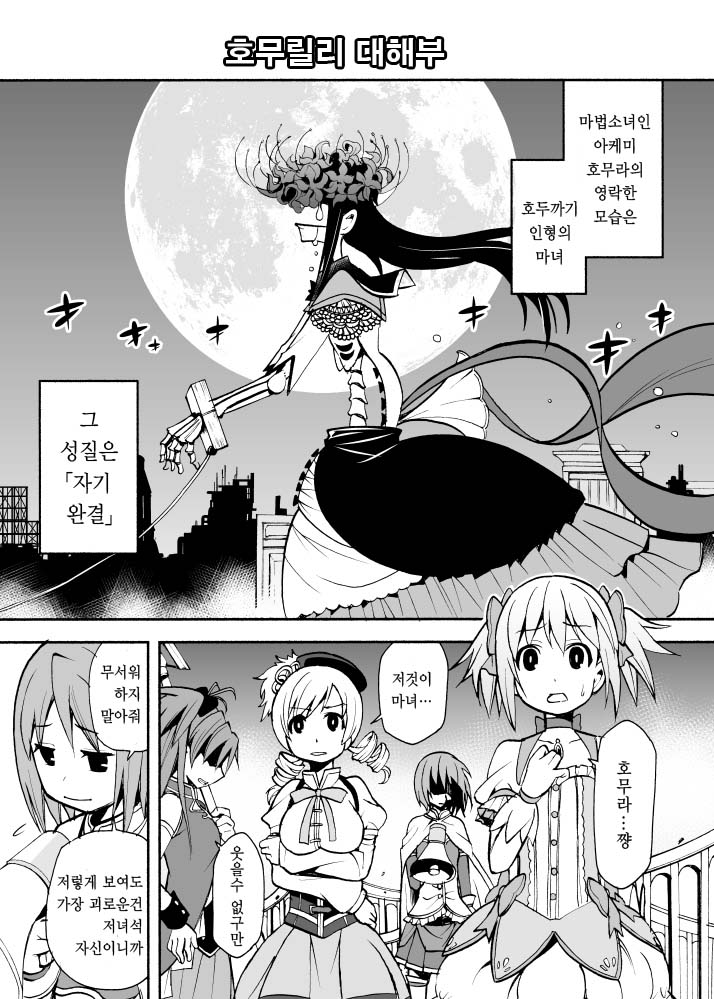 호무릴리 대해부
마법소녀인
아케미
호무라의
영락한
모습은
호두까기
인형의
마녀
그
성질은
「자기
완결」
호무라…쨩
저것이
마녀…
웃을수 없구만
무서워
하지
말아줘
저렇게 보여도
가장 괴로운건
저녀석
자신이니까